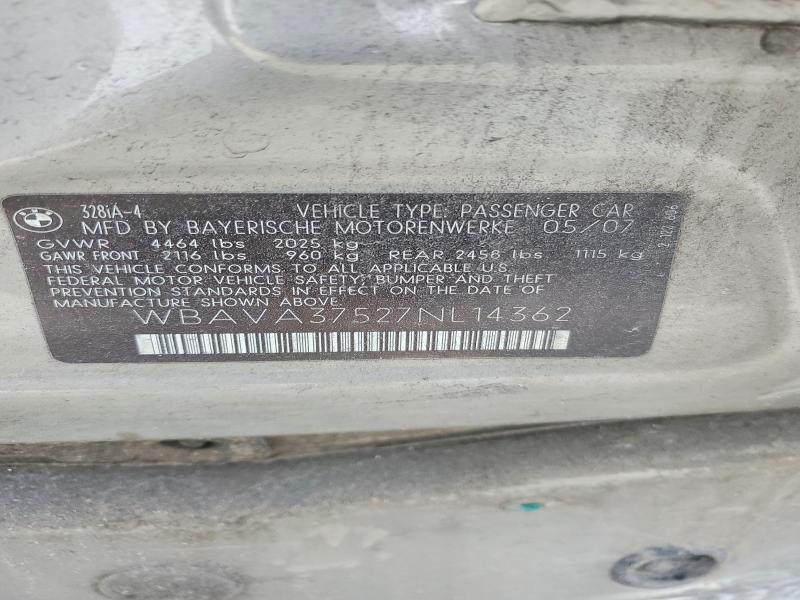 BMW
328iA-4 VEHICLE TYPE: PASSENGER CAR
MFD BY BAYERISCHE MOTORENWERKE 05/07
GVWR 4464 lbs 2025 kg
GAWR FRONT 2116 lbs 960 kg REAR 2458 lbs 1115 kg
THIS VEHICLE CONFORMS TO ALL APPLICABLE U.S.
FEDERAL MOTOR VEHICLE SAFETY, BUMPER AND THEFT
PREVENTION STANDARDS IN EFFECT ON THE DATE OF
MANUFACTURE SHOWN ABOVE.
WBAVA37527NL14362